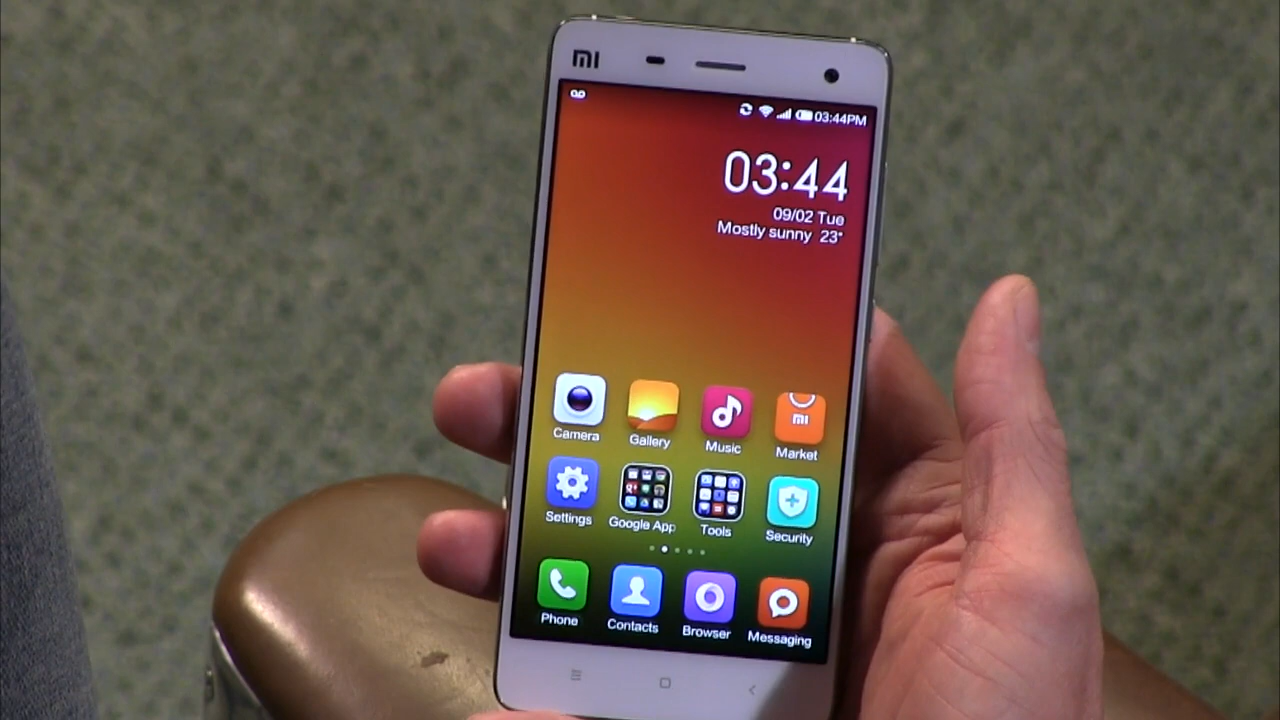 mi
03:44PM
03:44
09/02 Tue
Mostly sunny 23°
Camera Gallery Music Market
mi
Settings Google App Tools Security
Phone Contacts Browser Messaging